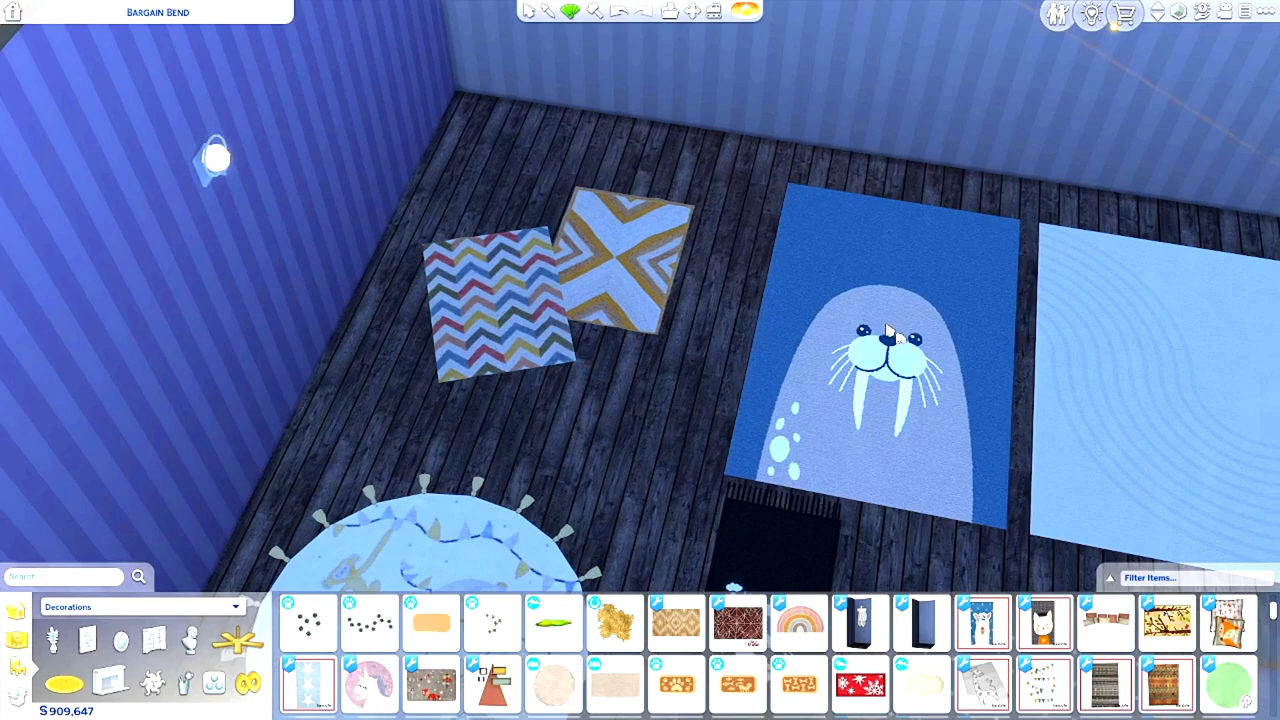 BARGAIN BEND
Search
Filter Items...
Decorations
$909,647